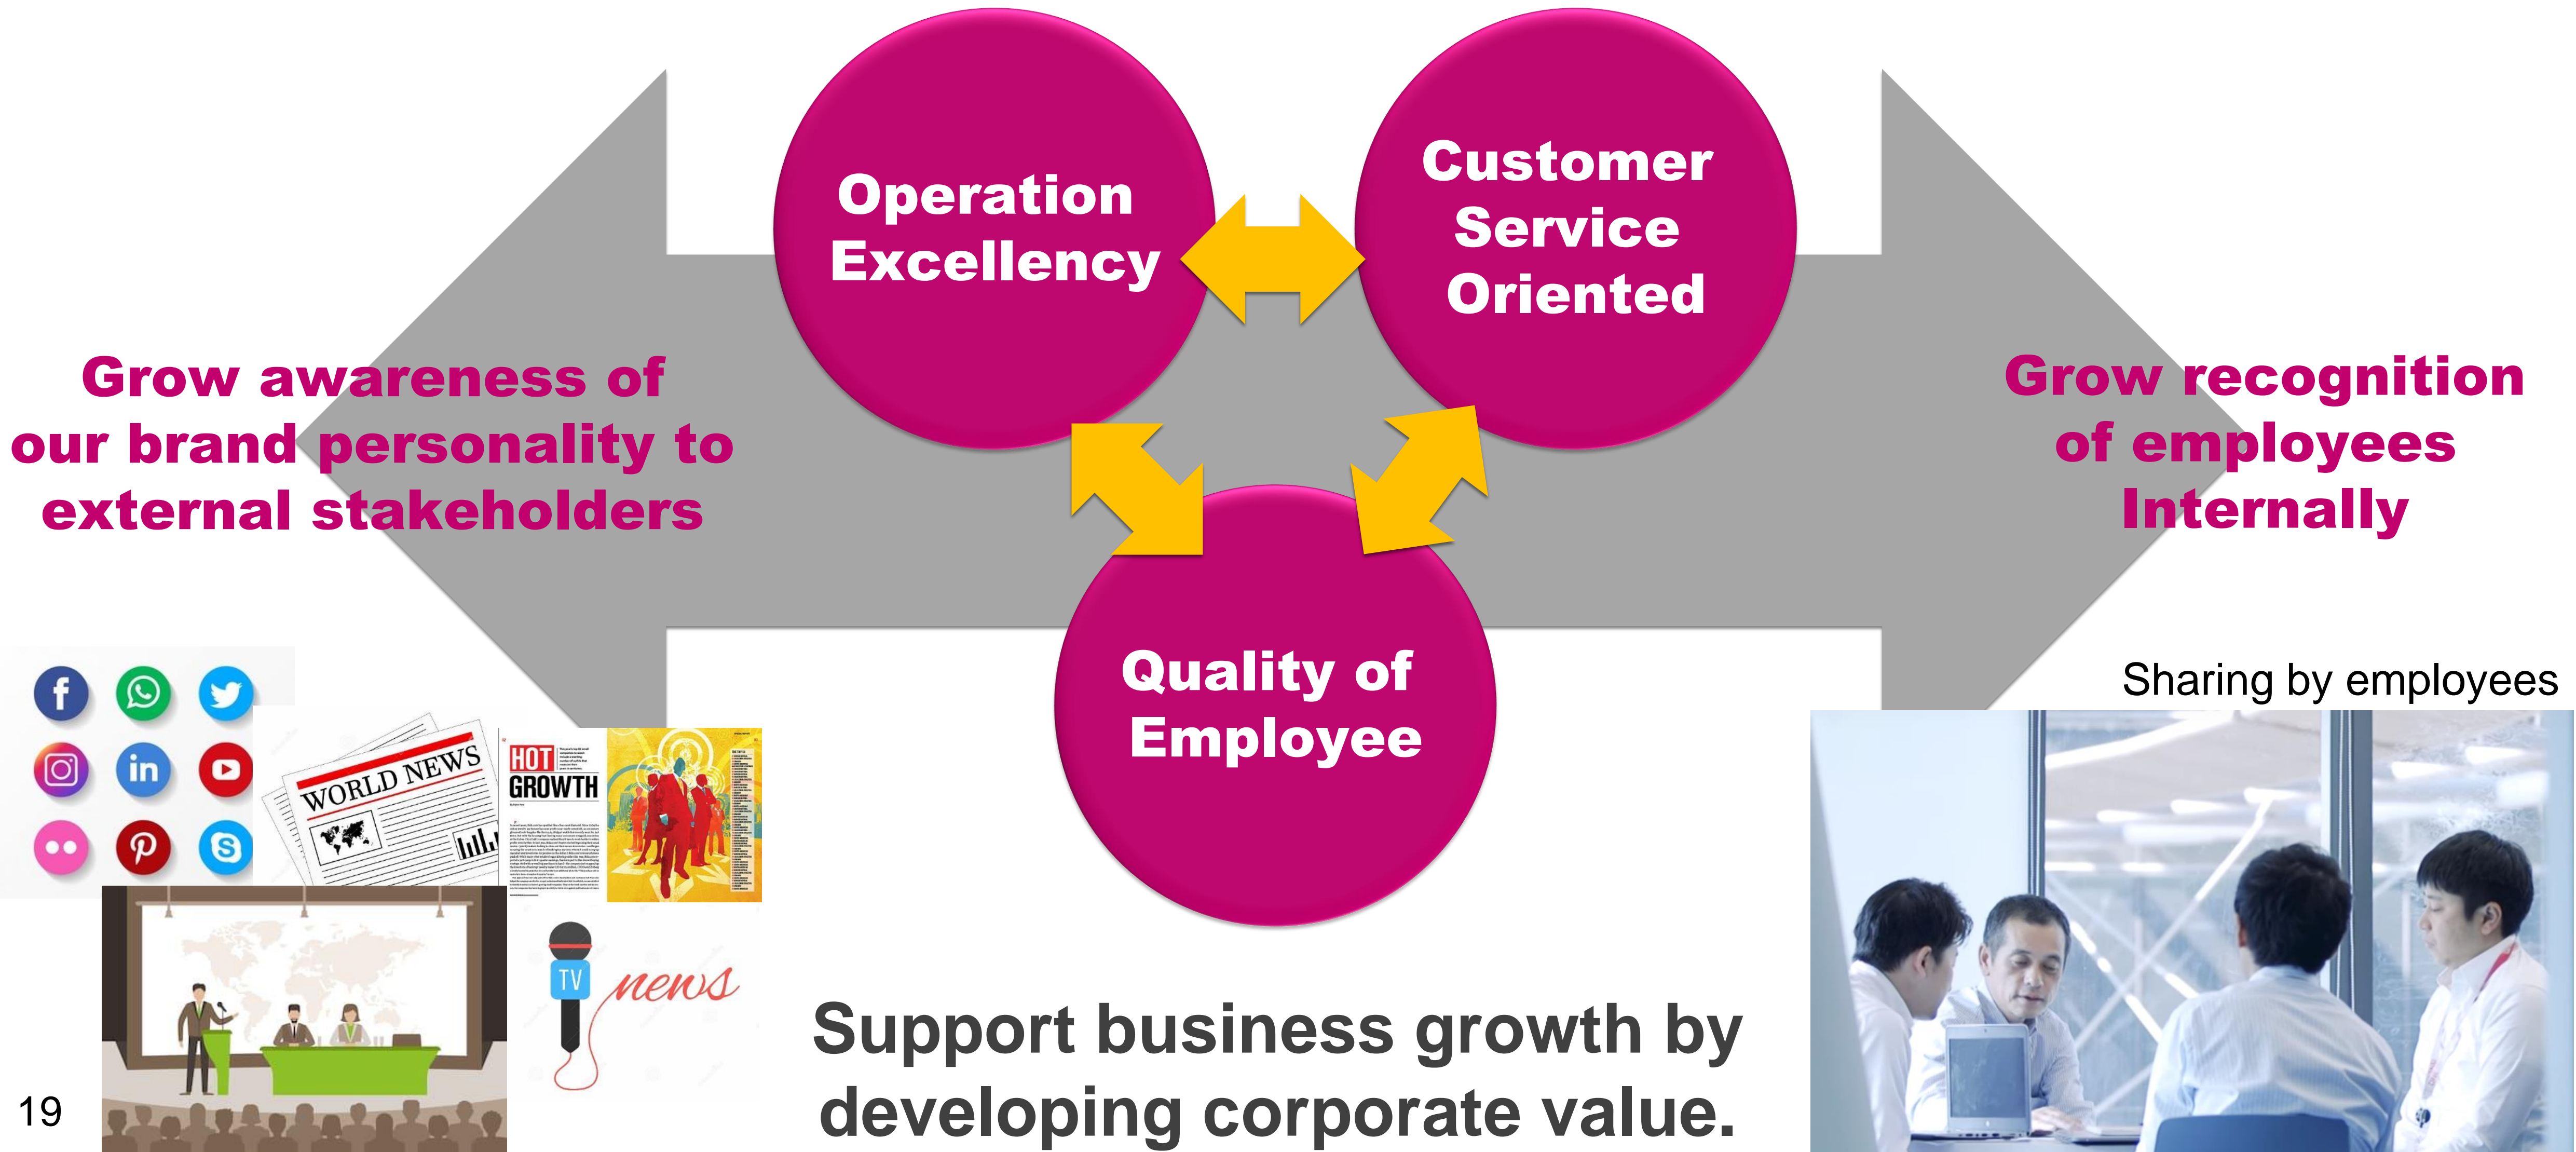 Operation
Excellency
Customer
Service
Oriented
Grow awareness of
our brand personality to
external stakeholders
Grow recognition
of employees
Internally
Quality of
Employee
Sharing by employees
f
in
WORLD NEWS
HOT
GROWTH
TV
news
Support business growth by
developing corporate value.
19